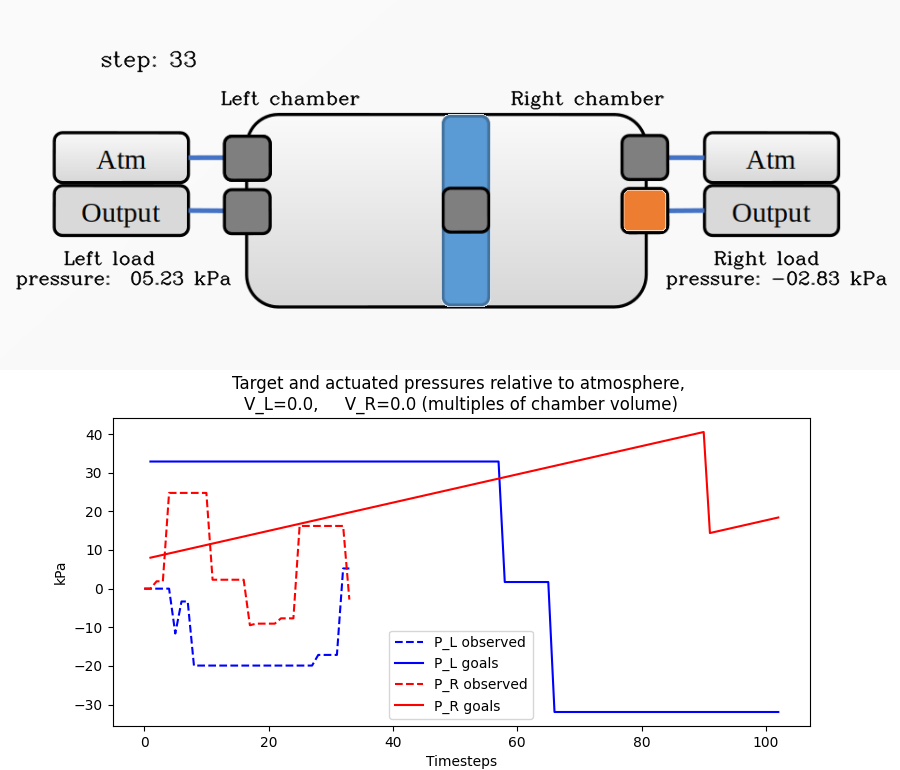 step: 33
Left chamber
Right chamber
Atm
Atm
Output
Output
Left load
pressure:  05.23 kPa
Right load
pressure: −02.83 kPa
Target and actuated pressures relative to atmosphere,
V_L=0.0,     V_R=0.0 (multiples of chamber volume)
kPa
40
30
20
10
0
−10
−20
−30
P_L observed
P_L goals
P_R observed
P_R goals
0 20 40 60 80 100
Timesteps